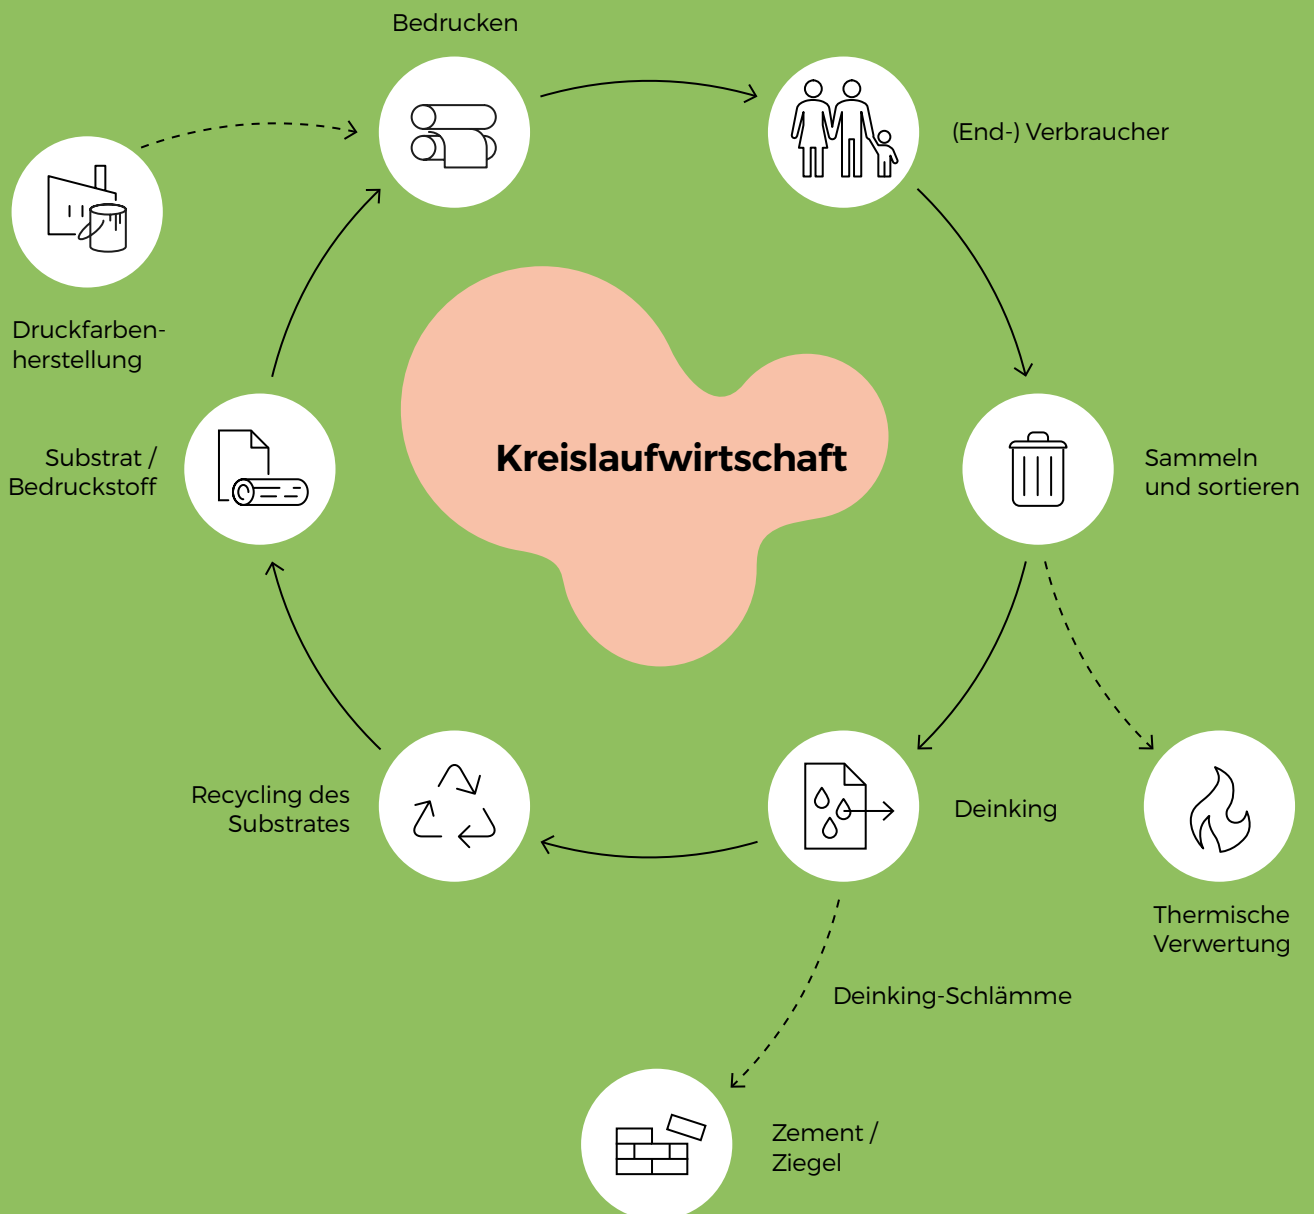 Bedrucken
(End-) Verbraucher
Druckfarben-
herstellung
Kreislaufwirtschaft
Substrat /
Bedruckstoff
Sammeln
und sortieren
Recycling des
Substrates
Deinking
Thermische
Verwertung
Deinking-Schlämme
Zement /
Ziegel